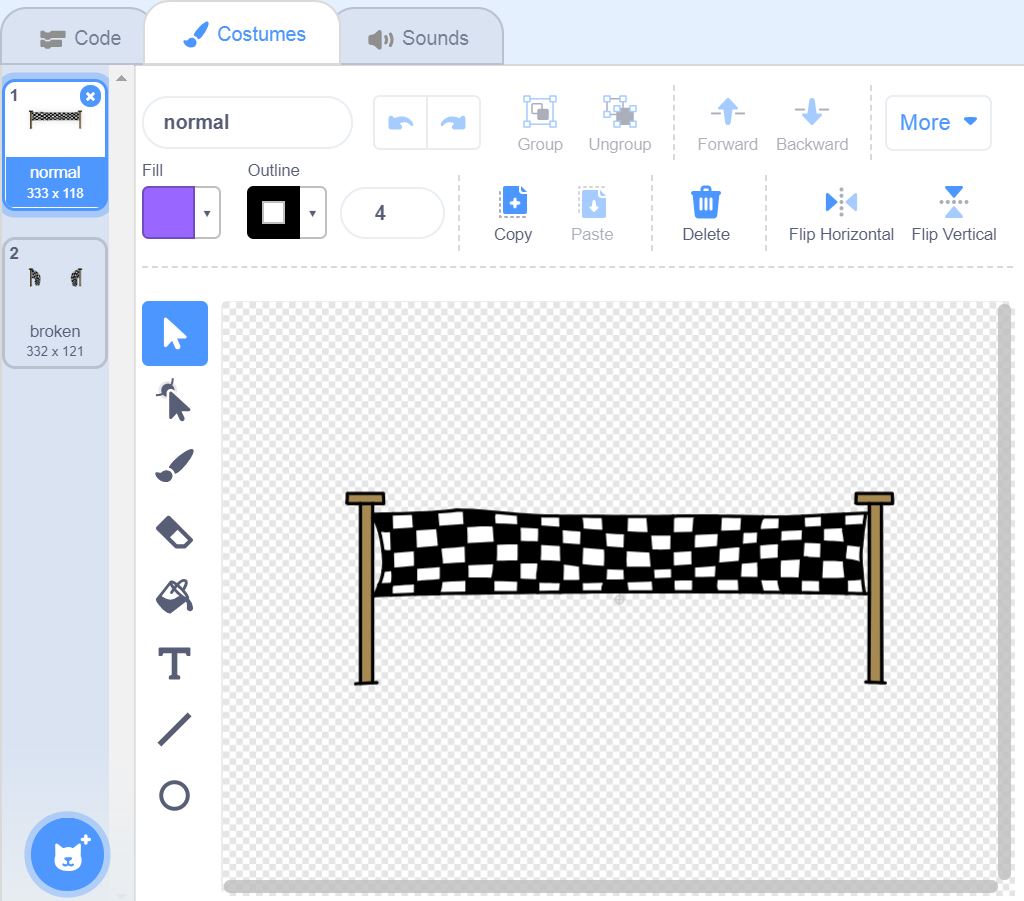 Code
Costumes
Sounds
1
normal
333 x 118
2
broken
332 x 121
normal
Group
Ungroup
Forward
Backward
More
Fill
Outline
4
Copy
Paste
Delete
Flip Horizontal
Flip Vertical
T